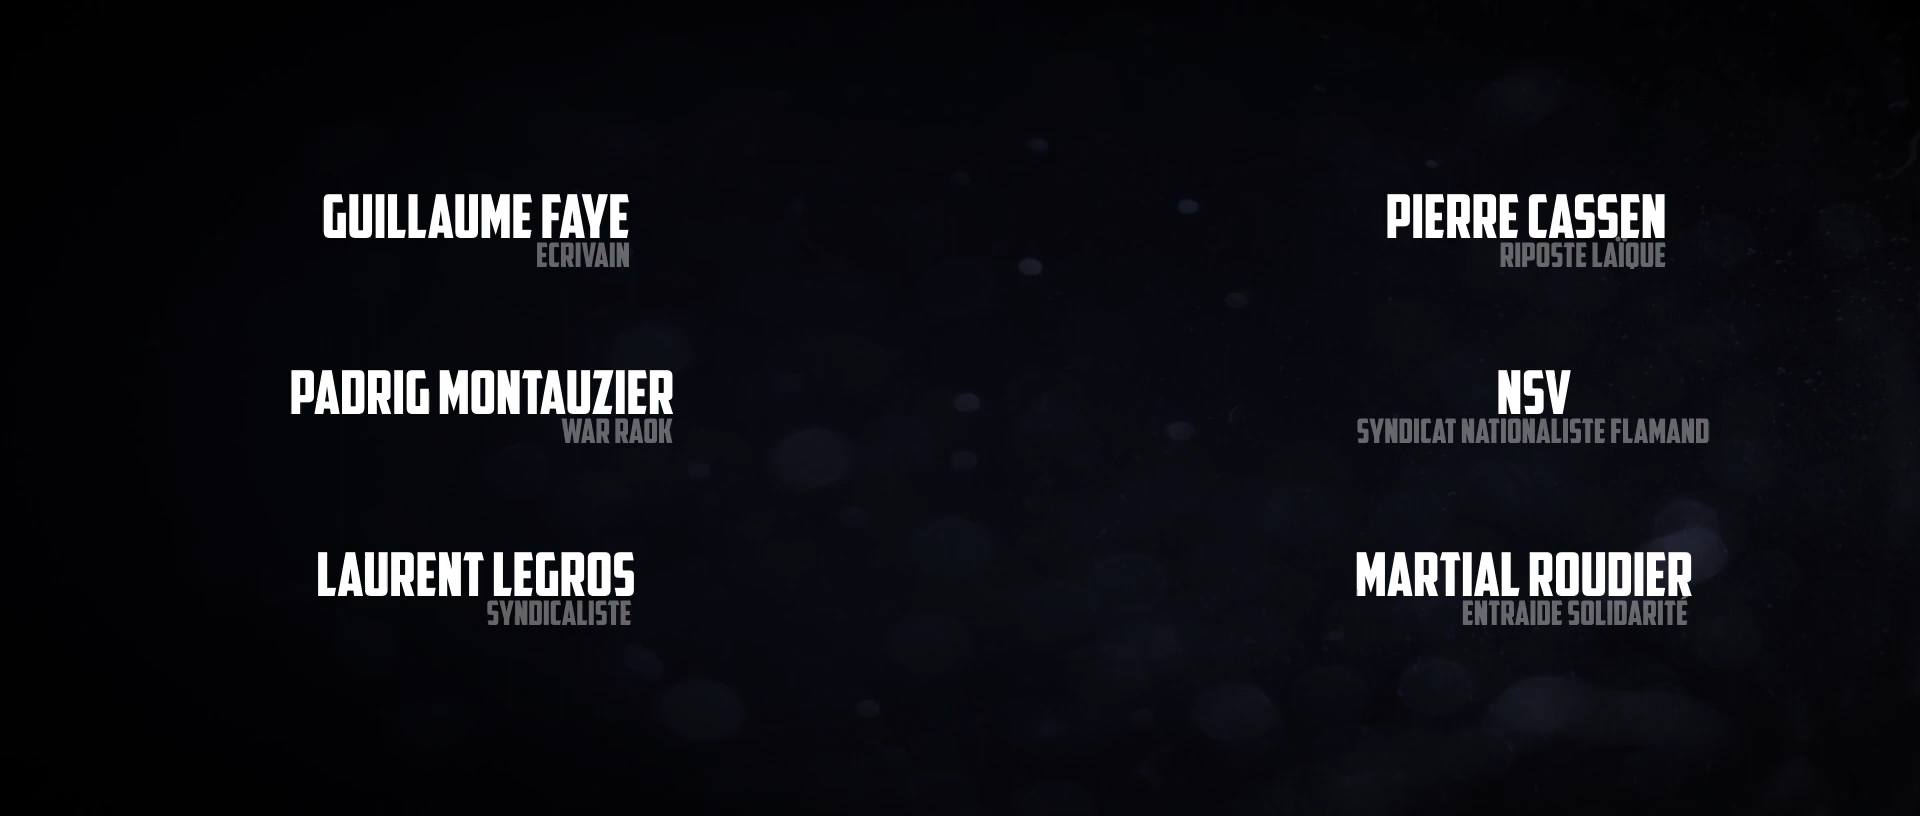 GUILLAUME FAYE
ECRIVAIN
PIERRE CASSEN
RIPOSTE LAÏQUE
PADRIG MONTAUZIER
WAR RAOK
NSV
SYNDICAT NATIONALISTE FLAMAND
LAURENT LEGROS
SYNDICALISTE
MARTIAL ROUDIER
ENTRAIDE SOLIDARITÉ